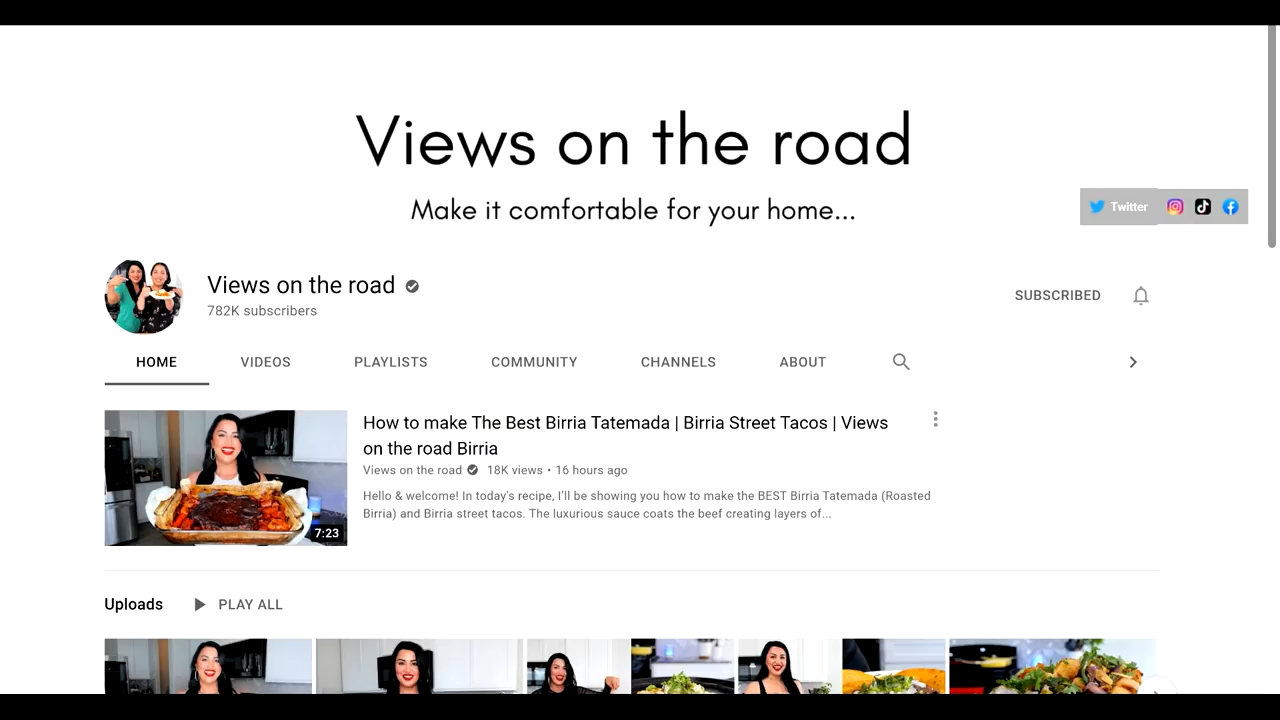 Views on the road
Make it comfortable for your home...
Twitter
Views on the road
782K subscribers
SUBSCRIBED
HOME
VIDEOS
PLAYLISTS
COMMUNITY
CHANNELS
ABOUT
How to make The Best Birria Tatemada | Birria Street Tacos | Views
on the road Birria
Views on the road 18K views • 16 hours ago
Hello & welcome! In today's recipe, I'll be showing you how to make the BEST Birria Tatemada (Roasted
Birria) and Birria street tacos. The luxurious sauce coats the beef creating layers of...
7:23
Uploads
PLAY ALL